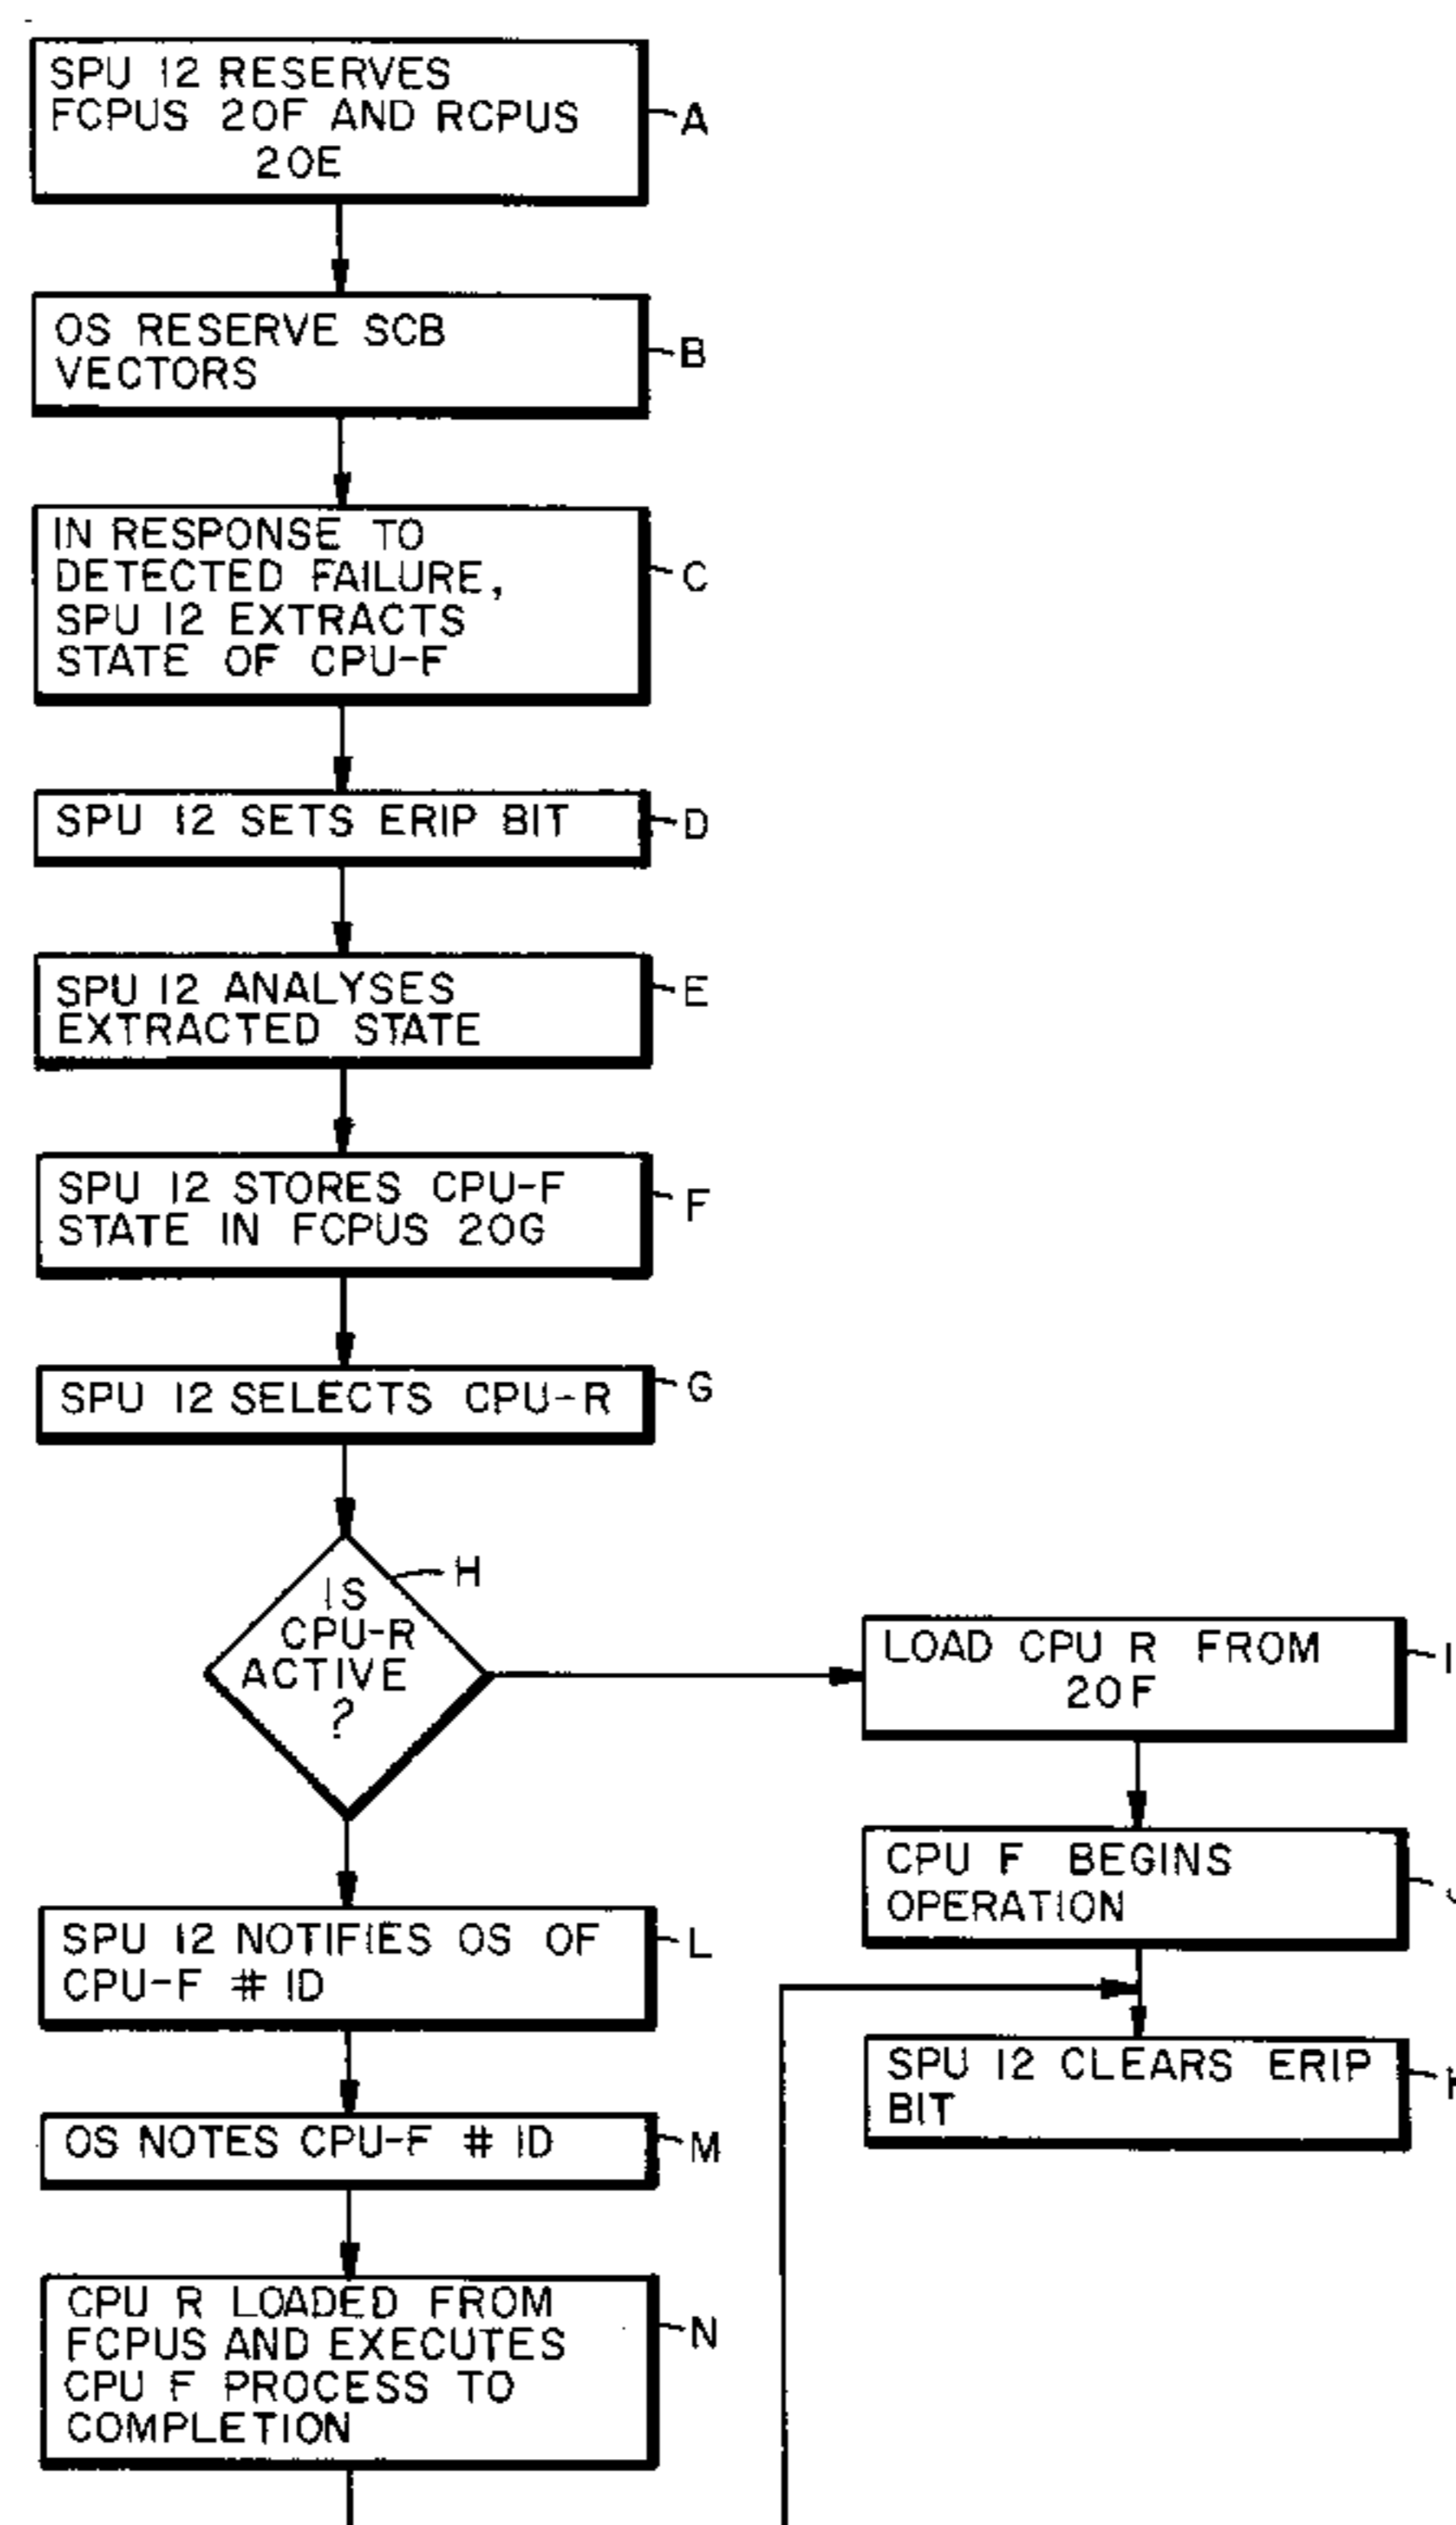 SPU 12 RESERVES
FCPUS 20F AND RCPUS
20E
A
OS RESERVE SCB
VECTORS
B
IN RESPONSE TO
DETECTED FAILURE,
SPU 12 EXTRACTS
STATE OF CPU-F
C
SPU 12 SETS ERIP BIT
D
SPU 12 ANALYSES
EXTRACTED STATE
E
SPU 12 STORES CPU-F
STATE IN FCPUS 20G
F
SPU 12 SELECTS CPU-R
G
H
IS
CPU-R
ACTIVE
?
LOAD CPU R FROM
20F
I
CPU F BEGINS
OPERATION
SPU 12 CLEARS ERIP
BIT
SPU 12 NOTIFIES OS OF
CPU-F # ID
L
OS NOTES CPU-F # ID
M
CPU R LOADED FROM
FCPUS AND EXECUTES
CPU F PROCESS TO
COMPLETION
N